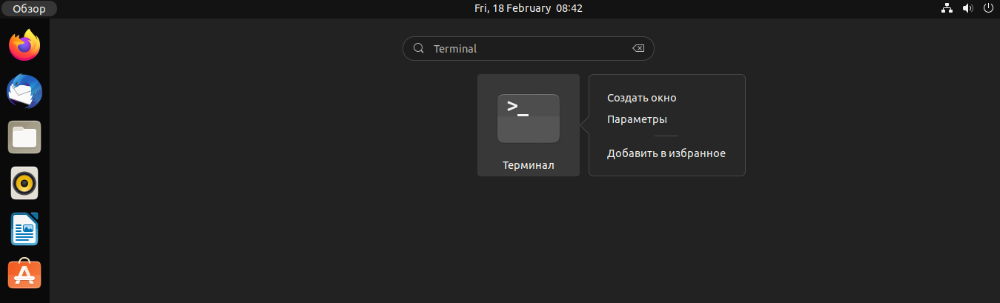 Обзор
Fri, 18 February 08:42
Terminal
>_
Терминал
Создать окно
Параметры
Добавить в избранное